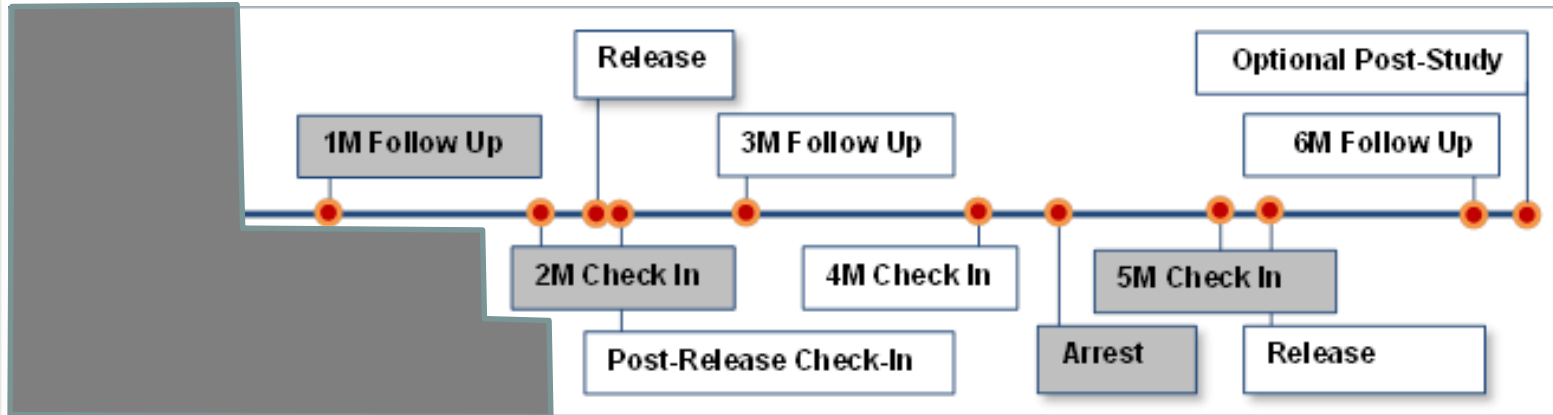 Release
Optional Post-Study
1M Follow Up
3M Follow Up
6M Follow Up
2M Check In
4M Check In
5M Check In
Post-Release Check-In
Arrest
Release